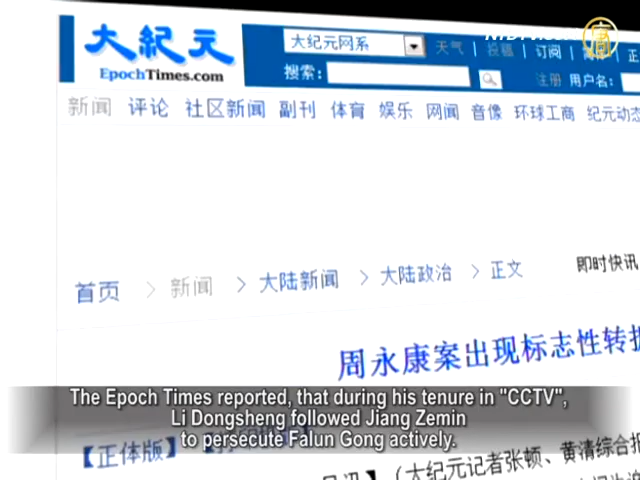 大紀元
EpochTimes.com
大纪元网系
天气 | 投稿 | 订阅 |
搜索：
注册 用户名：
新闻 评论 社区新闻 副刊 体育 娱乐 网闻 音像 环球工商 纪元动态
首页 > 新闻 > 大陆新闻 > 大陆政治 > 正文
即时快讯
周永康案出现标志性转折
The Epoch Times reported, that during his tenure in "CCTV",
Li Dongsheng followed Jiang Zemin
to persecute Falun Gong actively.
【正体版】
讯】（大纪元记者张顿、黄清综合报